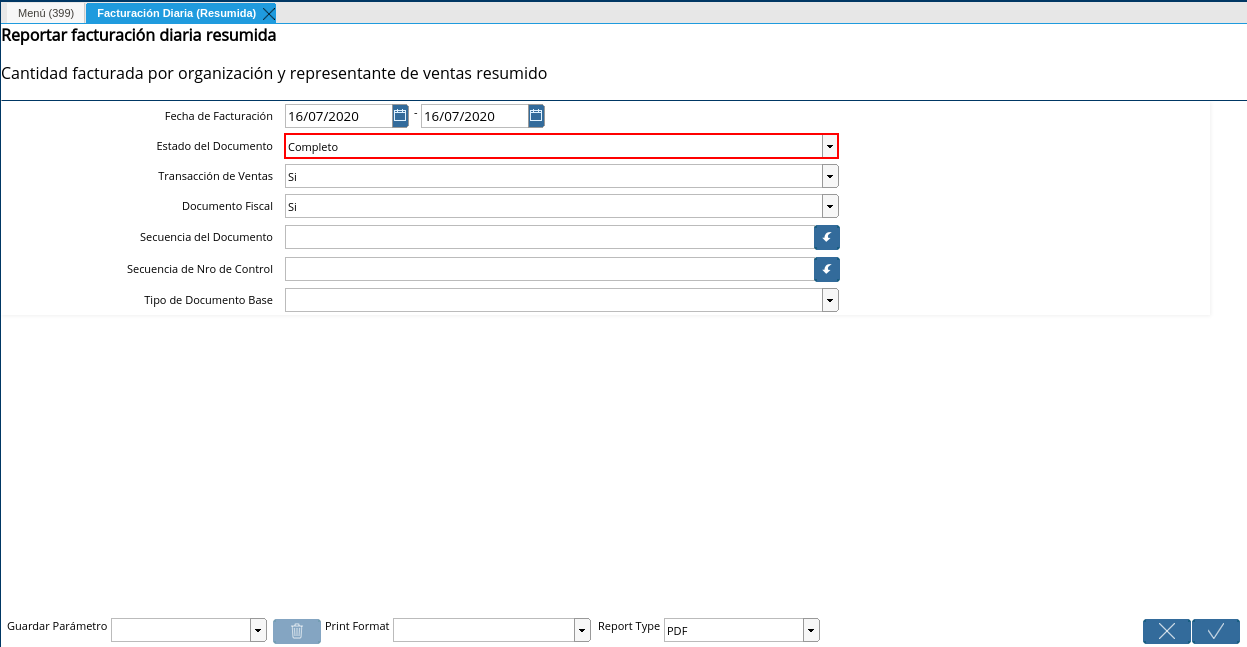 Menú (399) Facturación Diaria (Resumida)
Reportar facturación diaria resumida
Cantidad facturada por organización y representante de ventas resumido
Fecha de Facturación 16/07/2020 - 16/07/2020
Estado del Documento Completo
Transacción de Ventas Si
Documento Fiscal Si
Secuencia del Documento
Secuencia de Nro de Control
Tipo de Documento Base
Guardar Parámetro Print Format Report Type PDF